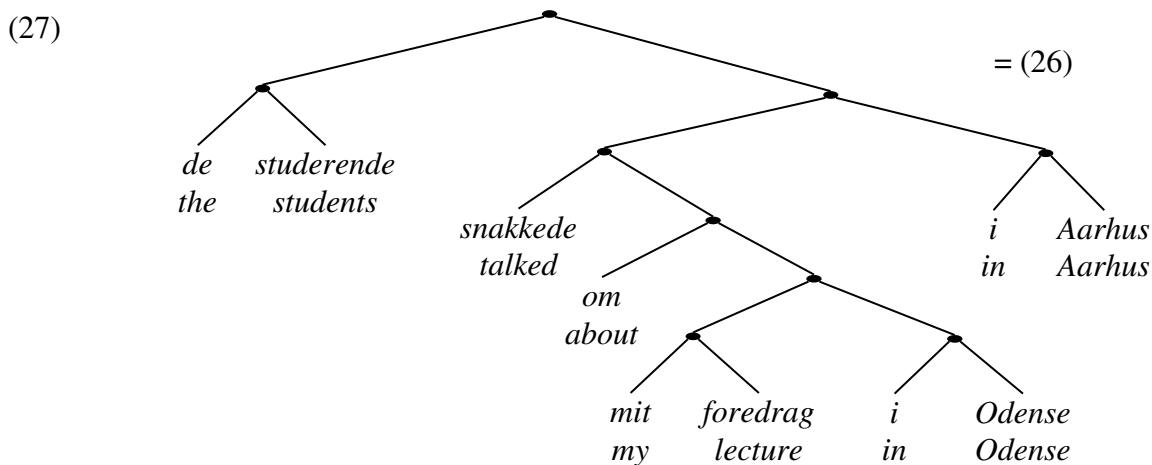 (27)
= (26)
de studerende
the students
snakkede
talked
i Aarhus
in Aarhus
om
about
mit foredrag i Odense
my lecture in Odense